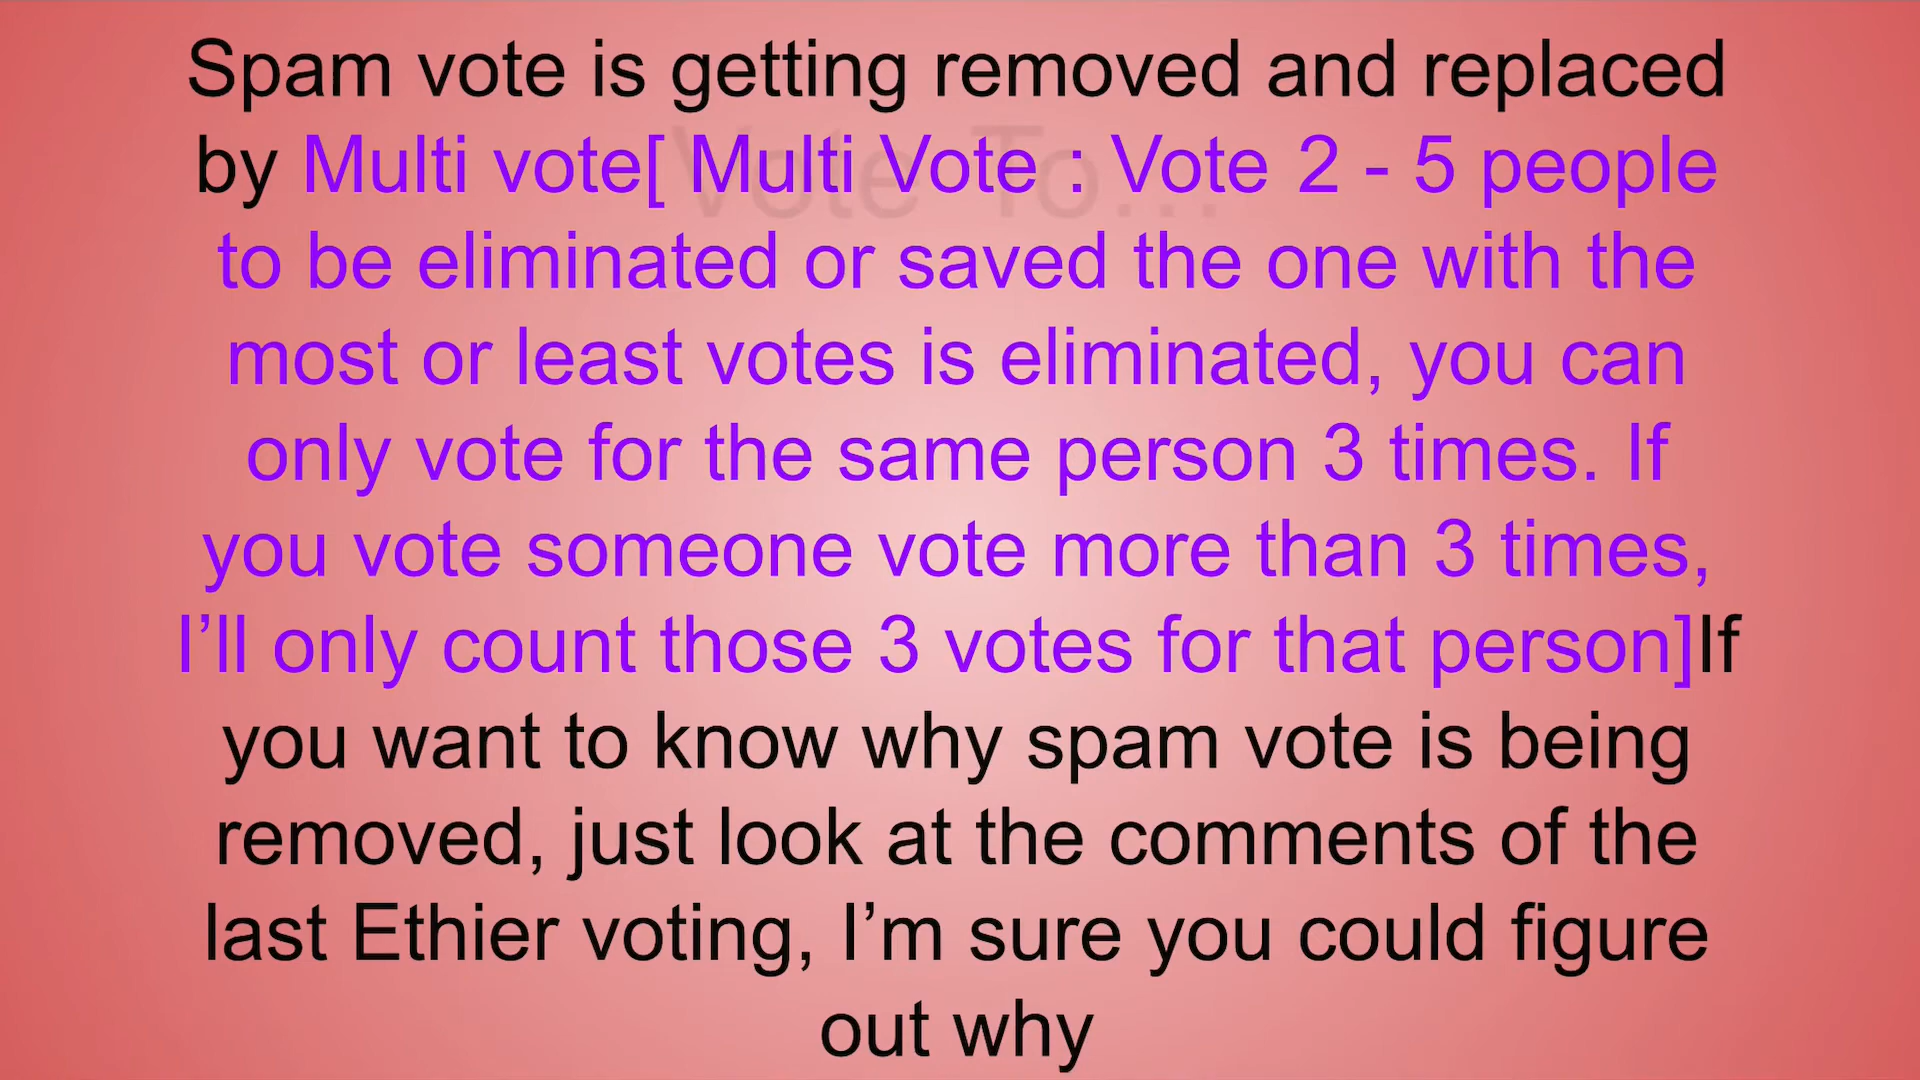 Spam vote is getting removed and replaced
by Multi vote[ Multi Vote : Vote 2 - 5 people
to be eliminated or saved the one with the
most or least votes is eliminated, you can
only vote for the same person 3 times. If
you vote someone vote more than 3 times,
I’ll only count those 3 votes for that person]If
you want to know why spam vote is being
removed, just look at the comments of the
last Ethier voting, I’m sure you could figure
out why
Vote To...